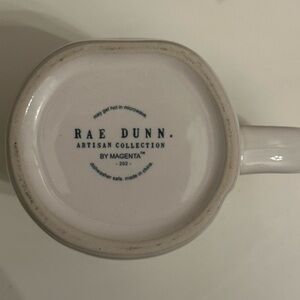 may get hot in microwave.
RAE DUNN.
ARTISAN COLLECTION
BY MAGENTA™
- 202 -
dishwasher safe. made in china.